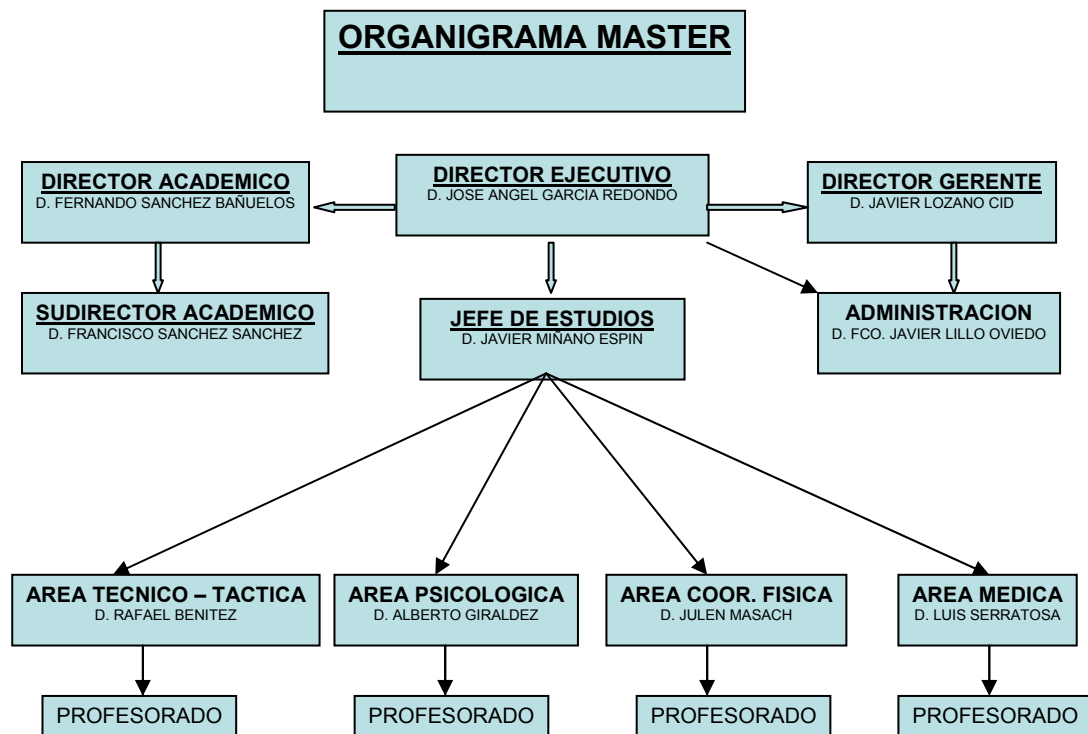 ORGANIGRAMA MASTER
DIRECTOR ACADEMICO
D. FERNANDO SANCHEZ BAÑUELOS
DIRECTOR EJECUTIVO
D. JOSE ANGEL GARCIA REDONDO
DIRECTOR GERENTE
D. JAVIER LOZANO CID
SUDIRECTOR ACADEMICO
D. FRANCISCO SANCHEZ SANCHEZ
JEFE DE ESTUDIOS
D. JAVIER MIÑANO ESPIN
ADMINISTRACION
D. FCO. JAVIER LILLO OVIEDO
AREA TECNICO – TACTICA
D. RAFAEL BENITEZ
AREA PSICOLOGICA
D. ALBERTO GIRALDEZ
AREA COOR. FISICA
D. JULEN MASACH
AREA MEDICA
D. LUIS SERRATOSA
PROFESORADO
PROFESORADO
PROFESORADO
PROFESORADO